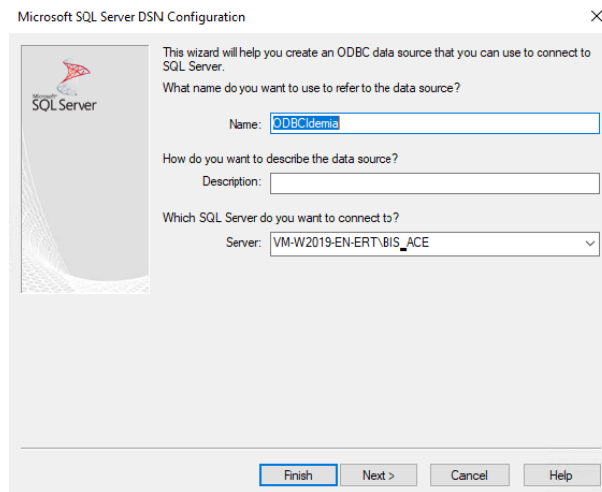 Microsoft SQL Server DSN Configuration
This wizard will help you create an ODBC data source that you can use to connect to
SQL Server.
What name do you want to use to refer to the data source?
Name: ODBCIdemia
How do you want to describe the data source?
Description:
Which SQL Server do you want to connect to?
Server: VM-W2019-EN-ERT\BIS_ACE
Microsoft
SQL Server
Finish Next > Cancel Help